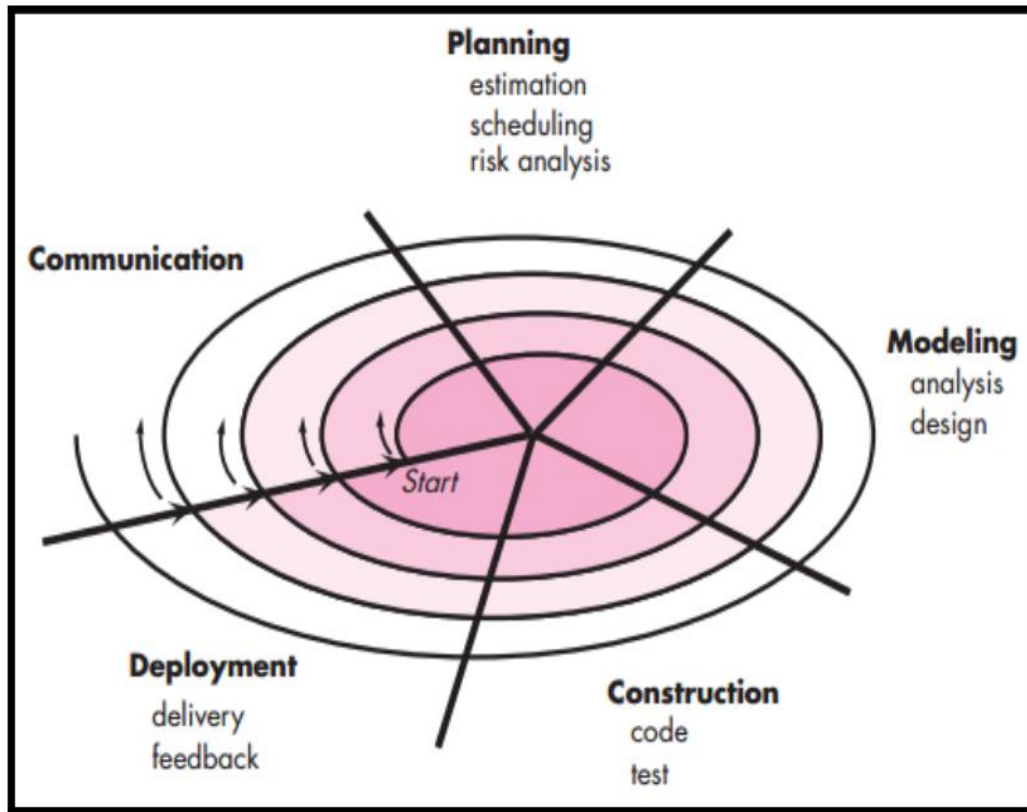 Planning
estimation
scheduling
risk analysis
Communication
Modeling
analysis
design
Start
Deployment
delivery
feedback
Construction
code
test